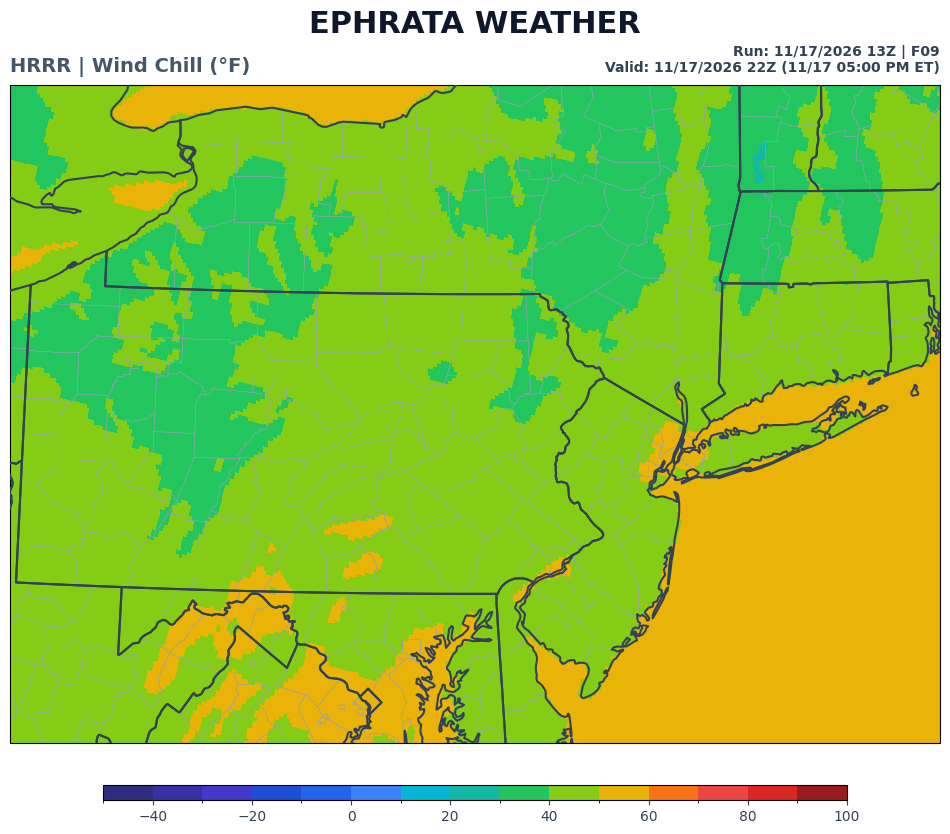 EPHRATA WEATHER
HRRR | Wind Chill (°F)
Run: 11/17/2026 13Z | F09
Valid: 11/17/2026 22Z (11/17 05:00 PM ET)
−40 −20 0 20 40 60 80 100